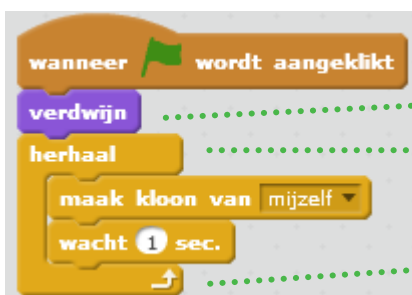 wanneer wordt aangeklikt
verdwijn
herhaal
maak kloon van mijzelf
wacht 1 sec.